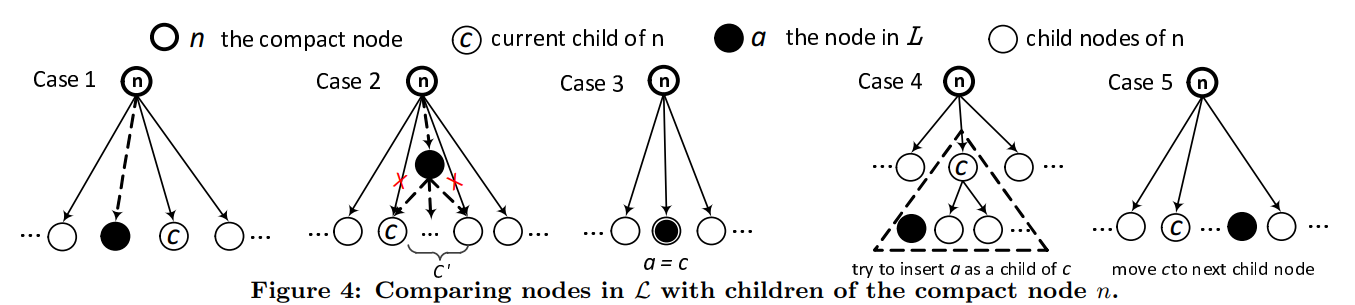 n the compact node c current child of n a the node in L child nodes of n
Case 1 n Case 2 n Case 3 n Case 4 n Case 5 n
... c ...
... c ... ...
C'
... ...
a = c
... c ...
...
try to insert a as a child of c
... c ... ...
move c to next child node
Figure 4: Comparing nodes in L with children of the compact node n.